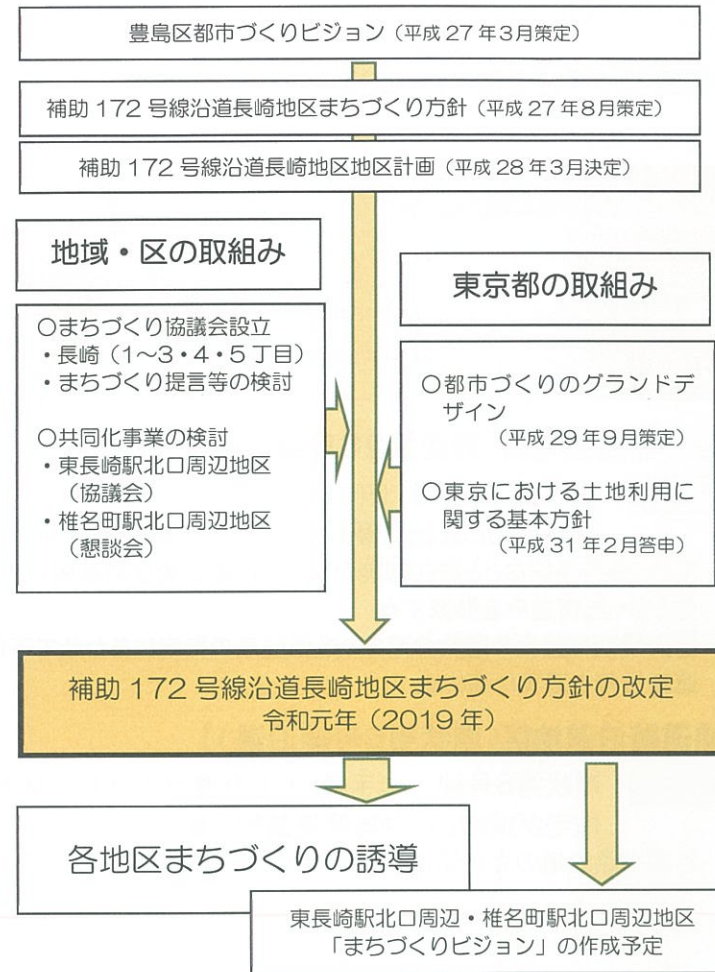 豊島区都市づくりビジョン（平成27年3月策定）
補助172号線沿道長崎地区まちづくり方針（平成27年8月策定）
補助172号線沿道長崎地区地区計画（平成28年3月決定）
地域・区の取組み
○まちづくり協議会設立
・長崎（1～3・4・5丁目）
・まちづくり提言等の検討
○共同化事業の検討
・東長崎駅北口周辺地区
（協議会）
・椎名町駅北口周辺地区
（懇談会）
東京都の取組み
○都市づくりのグランドデ
ザイン
（平成29年9月策定）
○東京における土地利用に
関する基本方針
（平成31年2月答申）
補助172号線沿道長崎地区まちづくり方針の改定
令和元年（2019年）
各地区まちづくりの誘導
東長崎駅北口周辺・椎名町駅北口周辺地区
「まちづくりビジョン」の作成予定